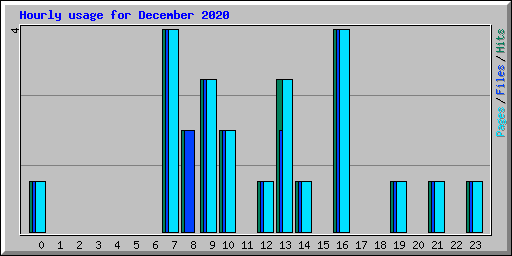 Hourly usage for December 2020
4
Pages/Files/Hits
0 1 2 3 4 5 6 7 8 9 10 11 12 13 14 15 16 17 18 19 20 21 22 23